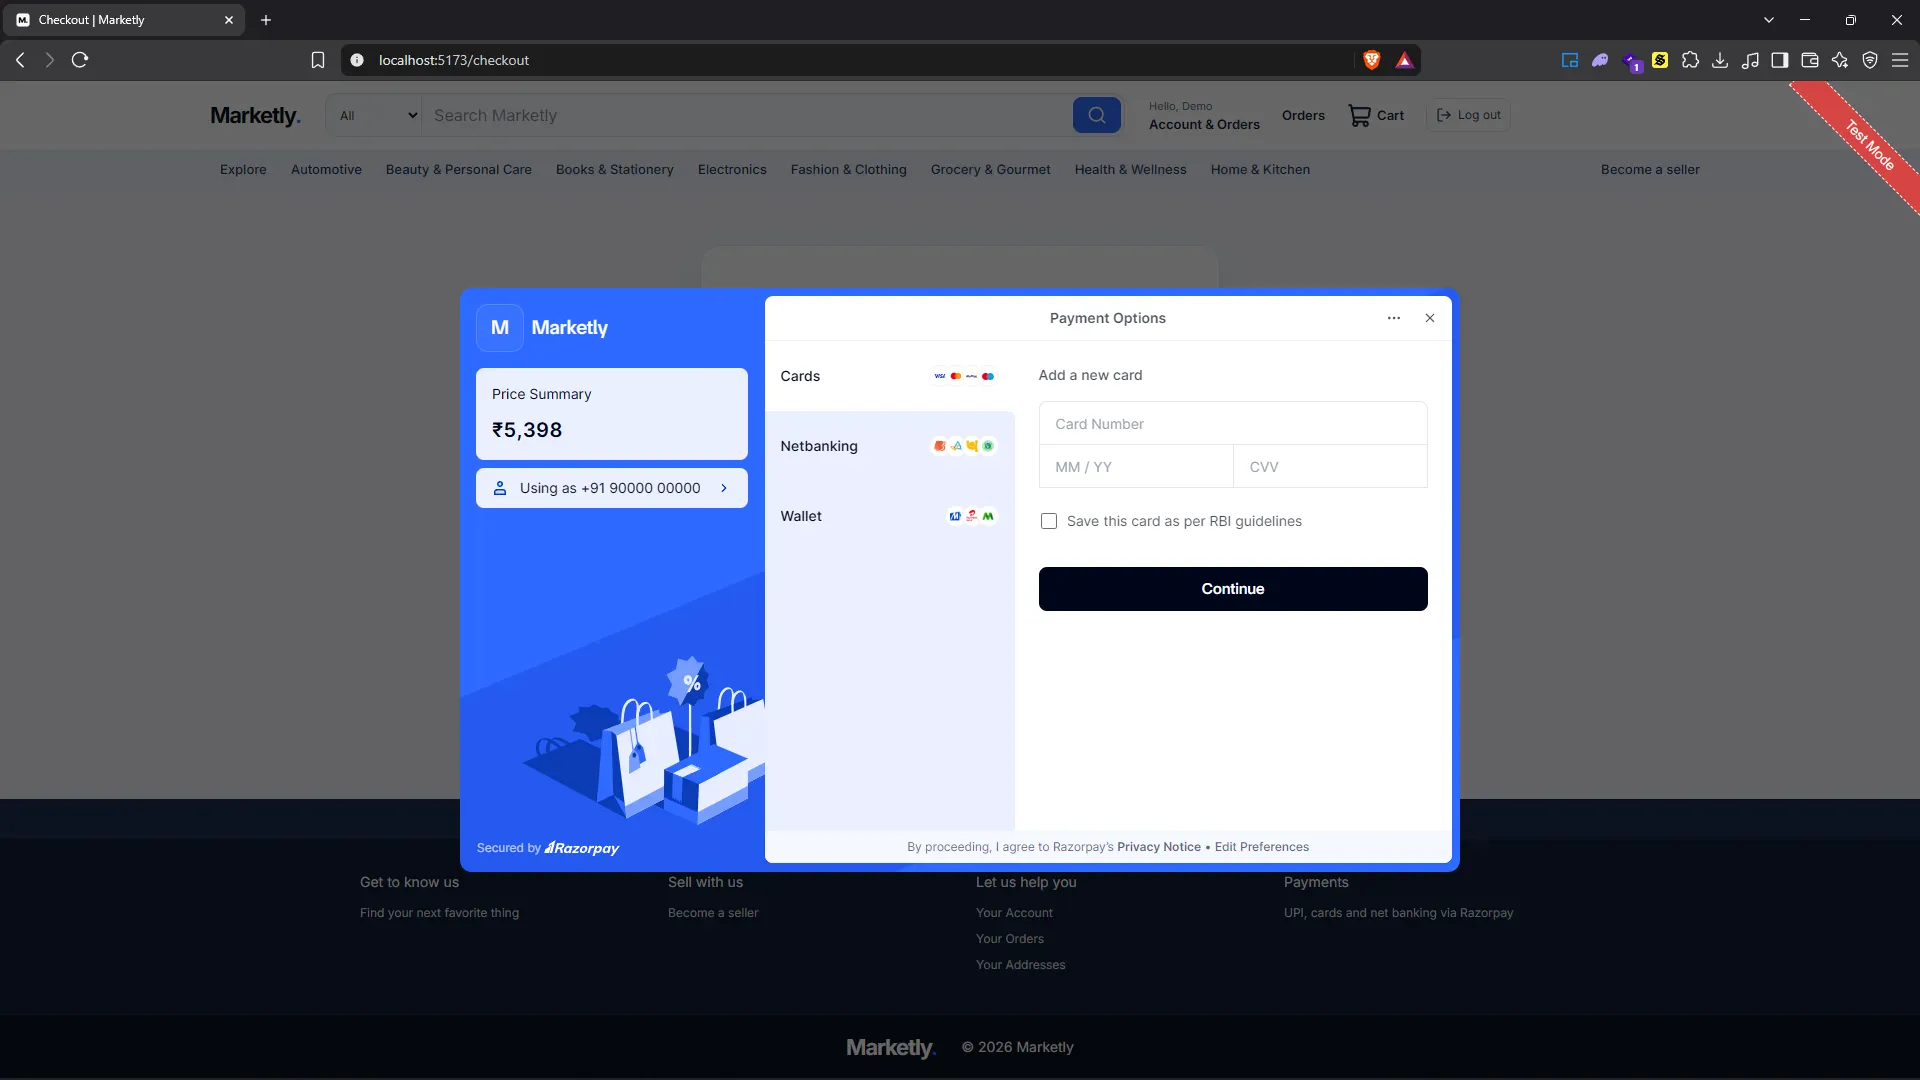 Checkout | Marketly
localhost:5173/checkout
1
Marketly.
All
Search Marketly
Hello, Demo
Account & Orders
Orders
Cart
Log out
Test Mode
Explore
Automotive
Beauty & Personal Care
Books & Stationery
Electronics
Fashion & Clothing
Grocery & Gourmet
Health & Wellness
Home & Kitchen
Become a seller
M
Marketly
Price Summary
₹5,398
Using as +91 90000 00000
%
Secured by Razorpay
Payment Options
Cards
VISA
Netbanking
Wallet
Add a new card
Card Number
MM / YY
CVV
Save this card as per RBI guidelines
Continue
By proceeding, I agree to Razorpay's Privacy Notice • Edit Preferences
Get to know us
Find your next favorite thing
Sell with us
Become a seller
Let us help you
Your Account
Your Orders
Your Addresses
Payments
UPI, cards and net banking via Razorpay
Marketly.
© 2026 Marketly